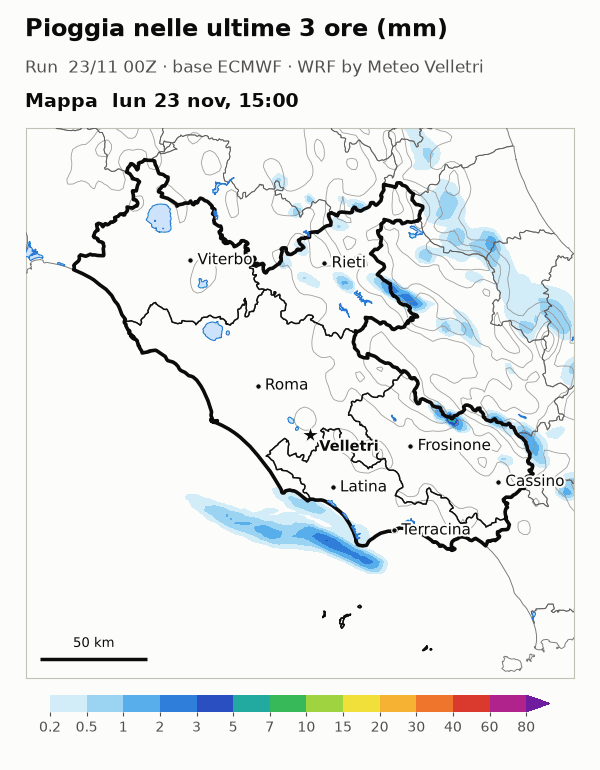 Pioggia nelle ultime 3 ore (mm)
Run  23/11 00Z · base ECMWF · WRF by Meteo Velletri
Mappa  lun 23 nov, 15:00
Viterbo
Rieti
Roma
Velletri
Frosinone
Latina
Cassino
Terracina
50 km
0.2 0.5 1 2 3 5 7 10 15 20 30 40 60 80